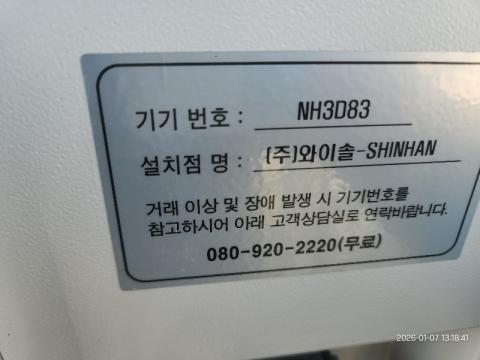 기기 번호 : NH3D83
설치점 명 : (주)와이솔-SHINHAN
거래 이상 및 장애 발생 시 기기번호를
참고하시어 아래 고객상담실로 연락바랍니다.
080-920-2220(무료)
2026-01-07 13:18:41